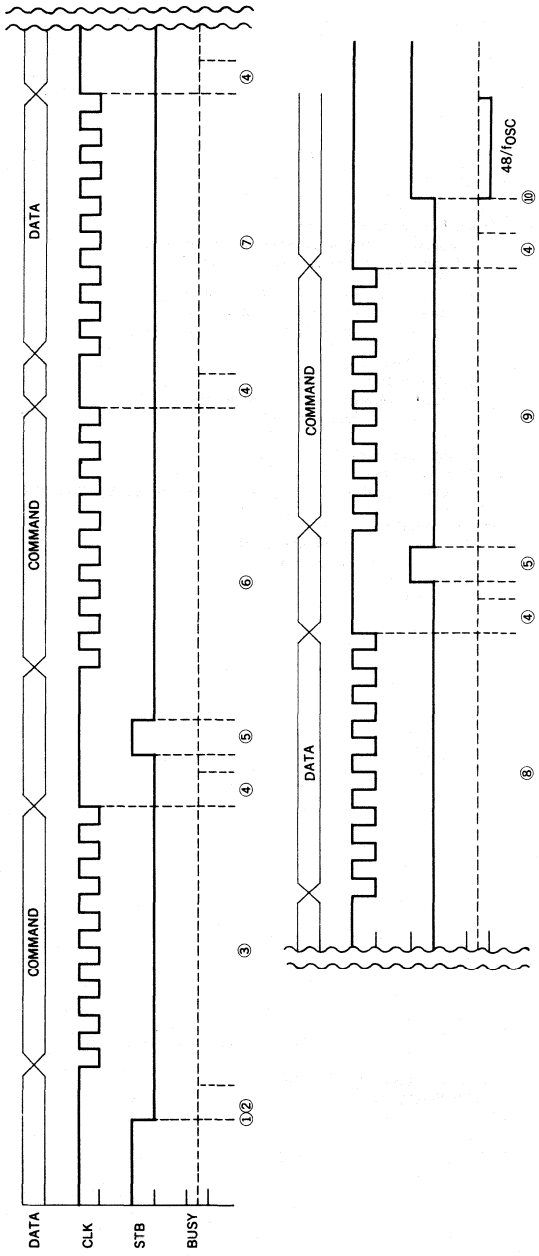 DATA
COMMAND
COMMAND
DATA
CLK
STB
BUSY
①② ③ ④ ⑤ ⑥ ④ ⑦ ④
DATA
COMMAND
48/fOSC
⑧ ④ ⑤ ⑨ ④ ⑩